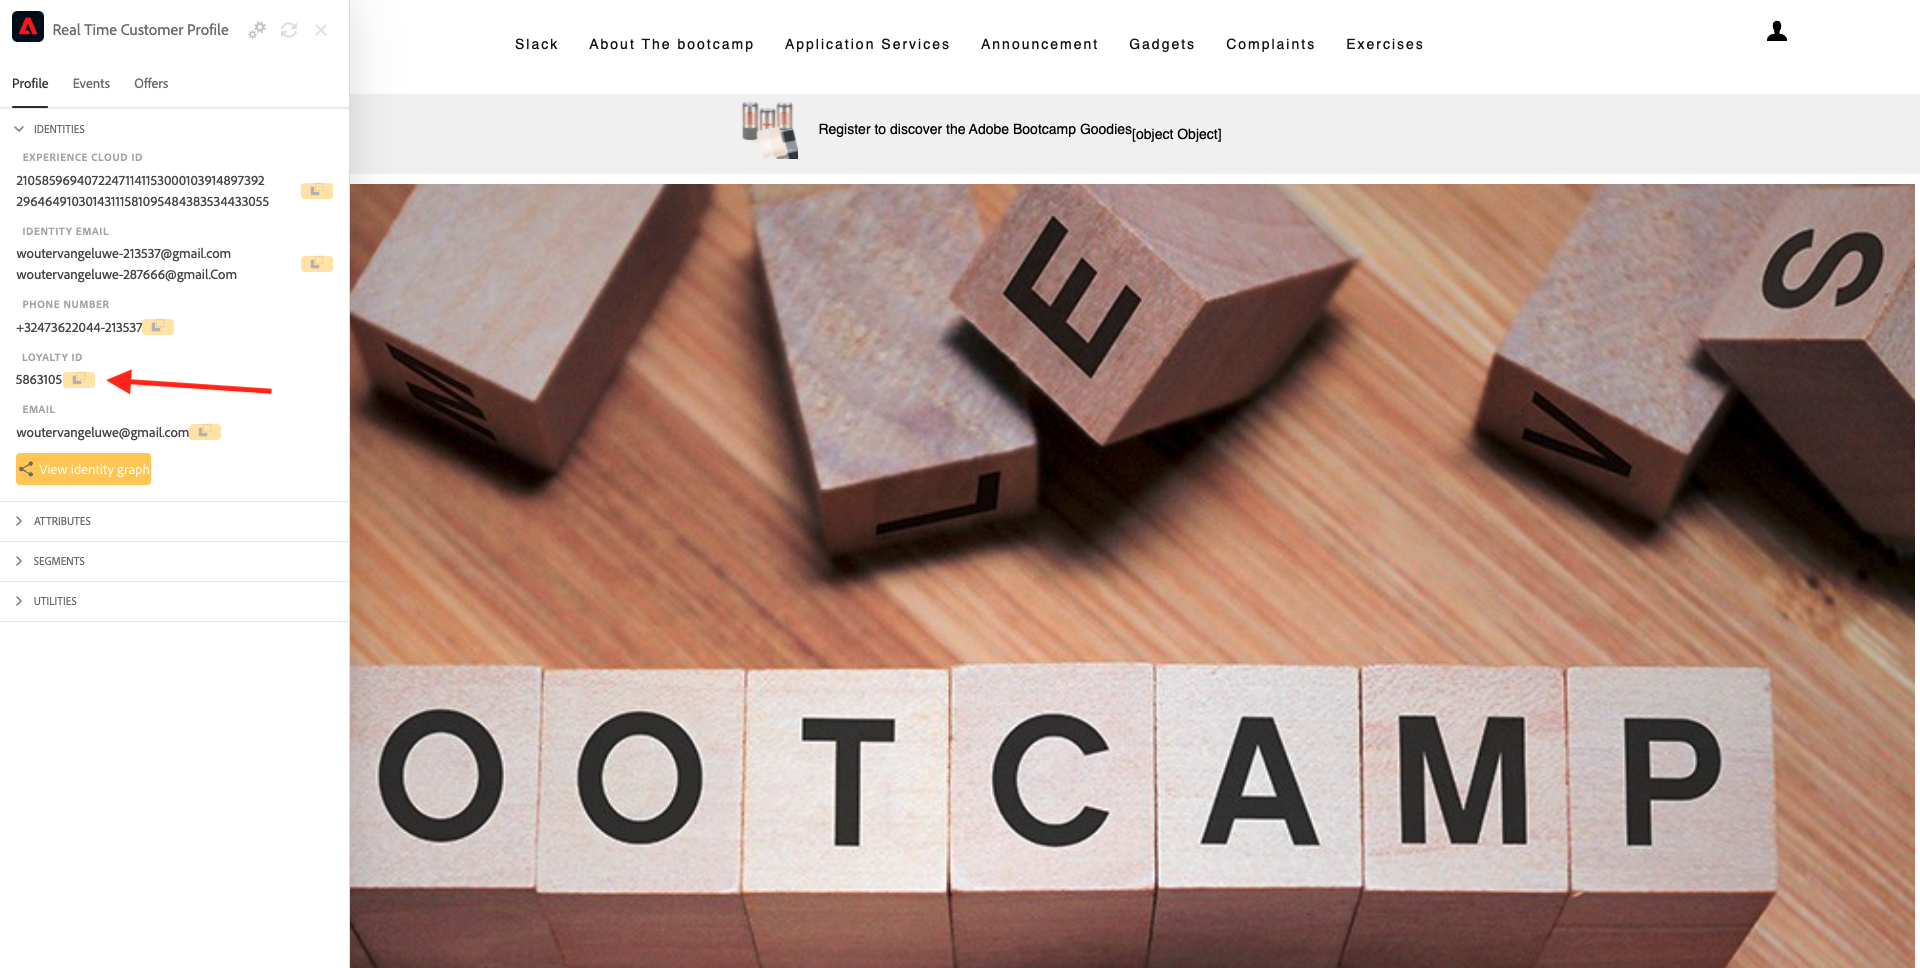 Real Time Customer Profile
Profile Events Offers
IDENTITIES
EXPERIENCE CLOUD ID
21058596940722471141153000103914897392
29646491030143111581095484383534433055
IDENTITY EMAIL
woutervangeluwe-213537@gmail.com
woutervangeluwe-287666@gmail.Com
PHONE NUMBER
+32473622044-213537
LOYALTY ID
5863105
EMAIL
woutervangeluwe@gmail.com
View identity graph
ATTRIBUTES
SEGMENTS
UTILITIES
Slack About The bootcamp Application Services Announcement Gadgets Complaints Exercises
Register to discover the Adobe Bootcamp Goodies[object Object]
E
S
M
L
V
OOTCAMP